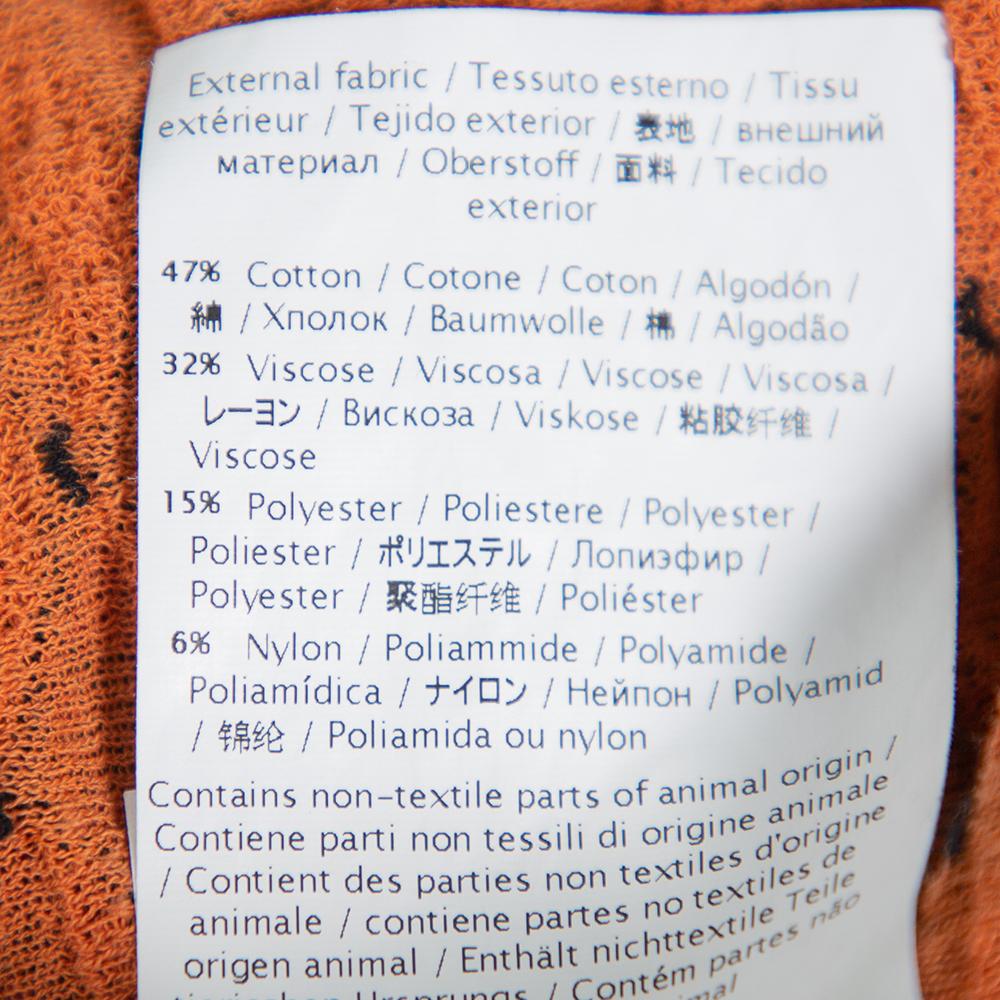 External fabric / Tessuto esterno / Tissu
extérieur / Tejido exterior / 表地 / внешний
материал / Oberstoff / 面料 / Tecido
exterior
47% Cotton / Cotone / Coton / Algodón /
綿 / Хполок / Baumwolle / 棉 / Algodão
32% Viscose / Viscosa / Viscose / Viscosa /
レーヨン / Вискоза / Viskose / 粘胶纤维 /
Viscose
15% Polyester / Poliestere / Polyester /
Poliester / ポリエステル / Лопиэфир /
Polyester / 聚酯纤维 / Poliéster
6% Nylon / Poliammide / Polyamide /
Poliamídica / ナイロン / Нейпон / Polyamid
/ 锦纶 / Poliamida ou nylon
Contains non-textile parts of animal origin /
Contiene parti non tessili di origine animale
/ Contient des parties non textiles d'origine
animale / contiene partes no textiles de
origen animal / Enthält nichttextile Teile
tierischen Ursprungs / Contém partes não